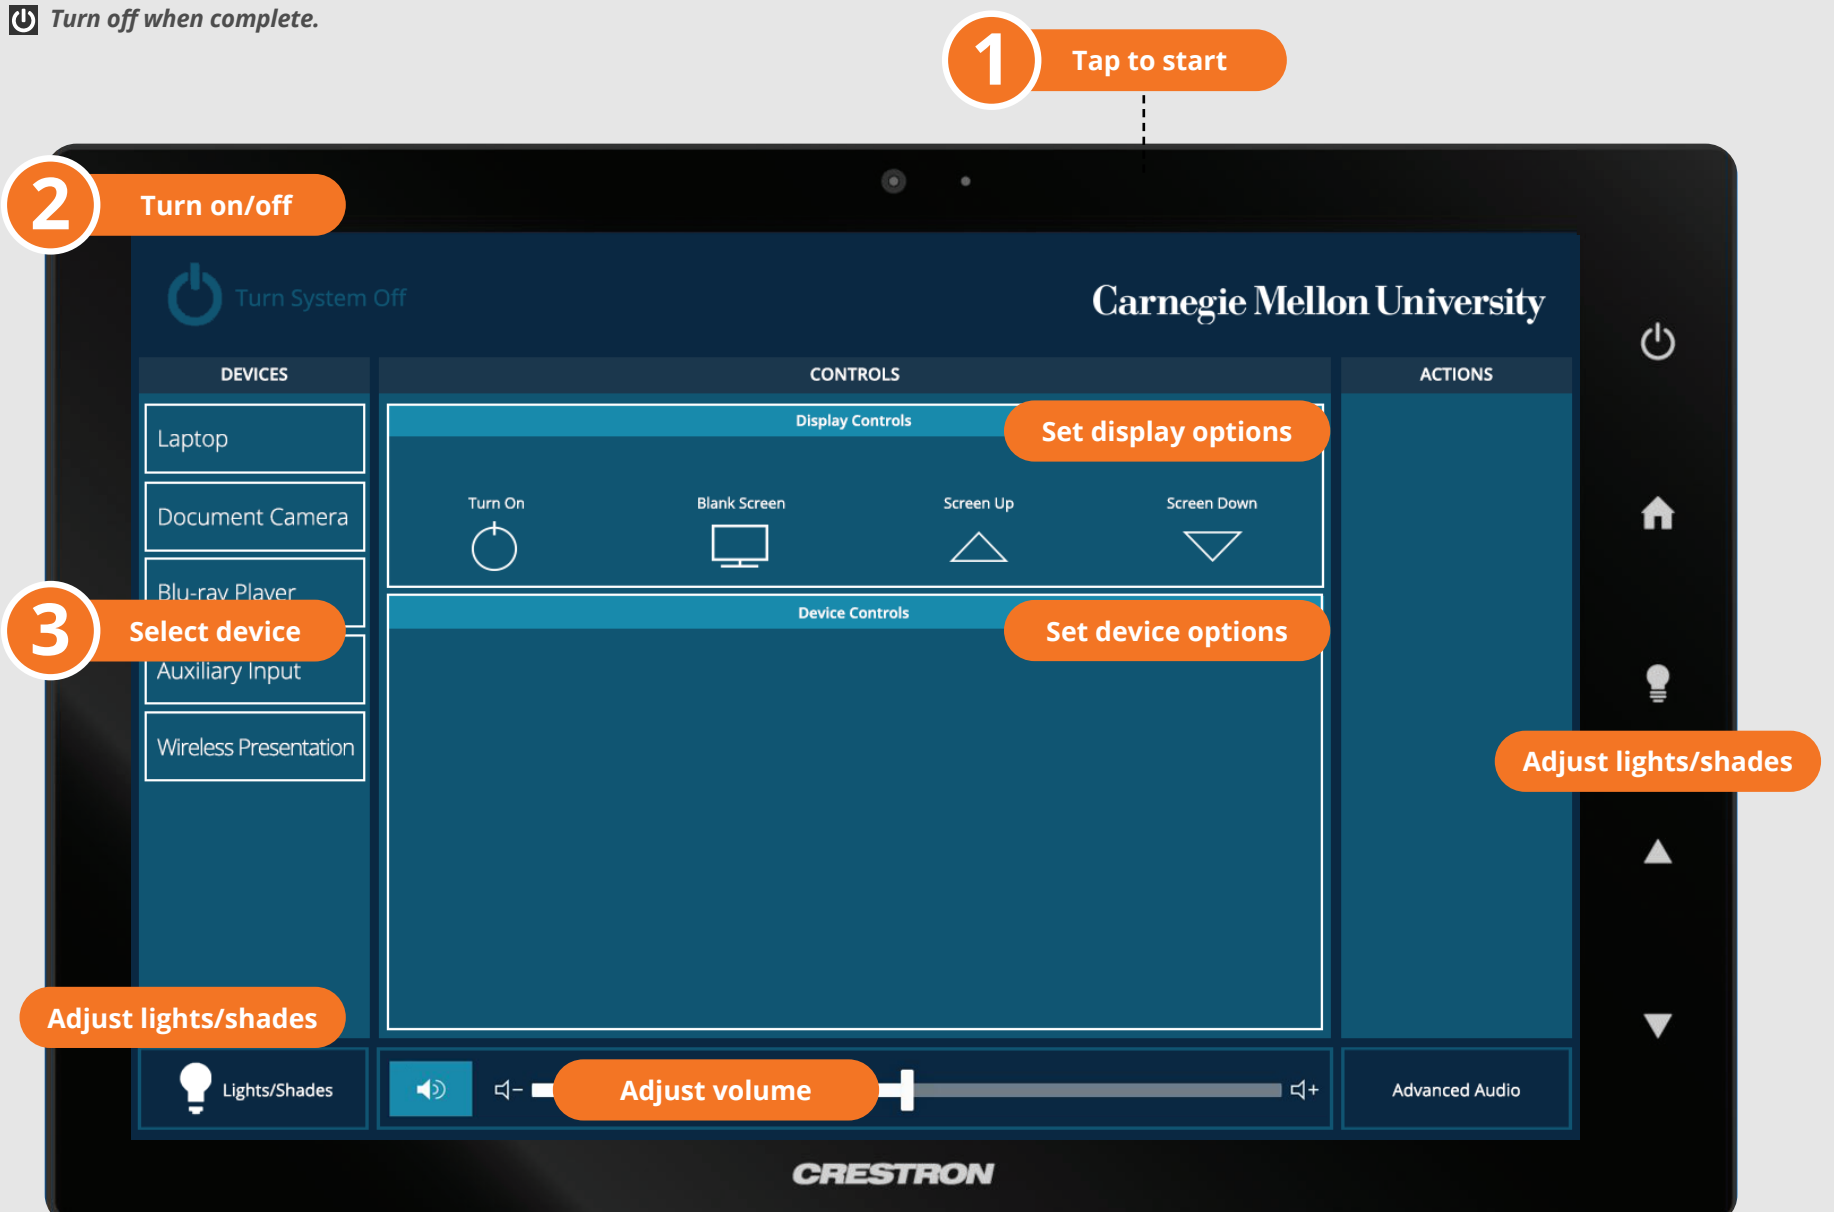 Turn off when complete.
1
Tap to start
2
Turn on/off
Turn System Off
Carnegie Mellon University
DEVICES
CONTROLS
ACTIONS
Laptop
Document Camera
Blu-ray Player
3
Select device
Auxiliary Input
Wireless Presentation
Display Controls
Set display options
Turn On
Blank Screen
Screen Up
Screen Down
Device Controls
Set device options
Adjust lights/shades
Adjust lights/shades
Lights/Shades
Adjust volume
Advanced Audio
CRESTRON